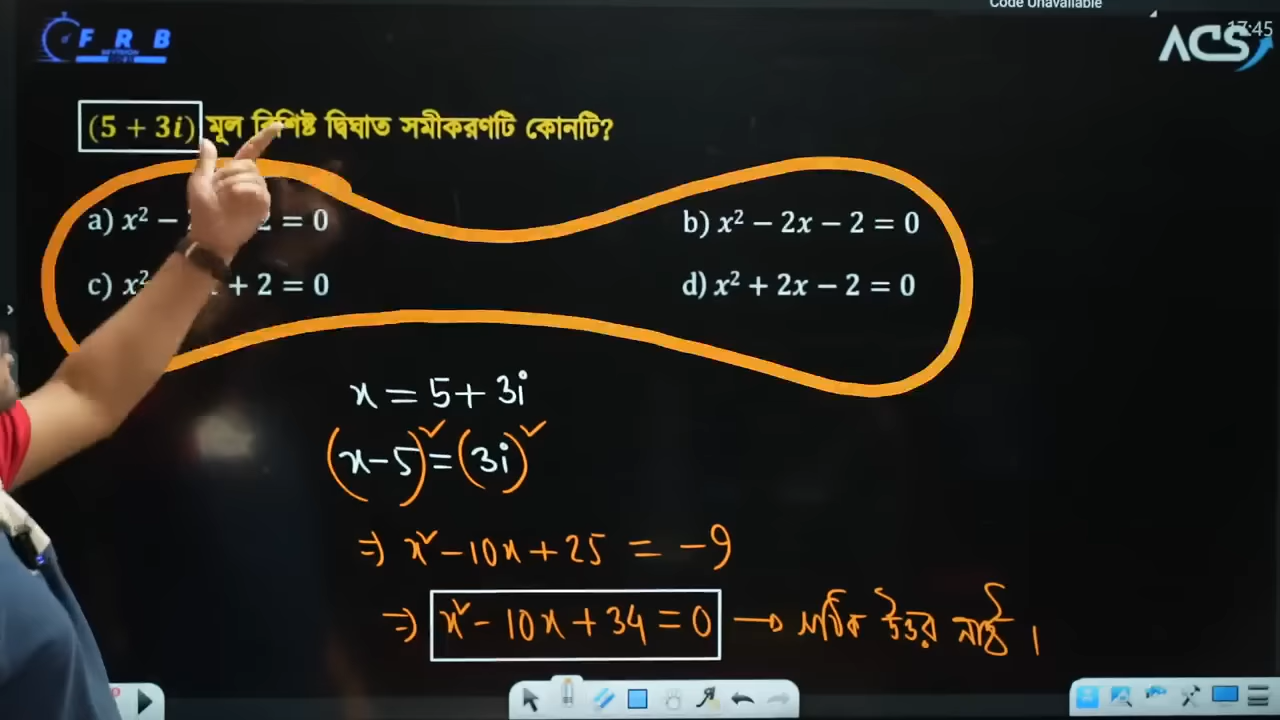 Code Unavailable
FRB
REVISION
ACS
17:45
(5 + 3i) মূল বিশিষ্ট দ্বিঘাত সমীকরণটি কোনটি?
a) x² − 2 = 0
b) x² − 2x − 2 = 0
c) x² + 2 = 0
d) x² + 2x − 2 = 0
x = 5 + 3i
(x − 5)² = (3i)²
⇒ x² − 10x + 25 = −9
⇒ x² − 10x + 34 = 0 → সঠিক উত্তর নাই।